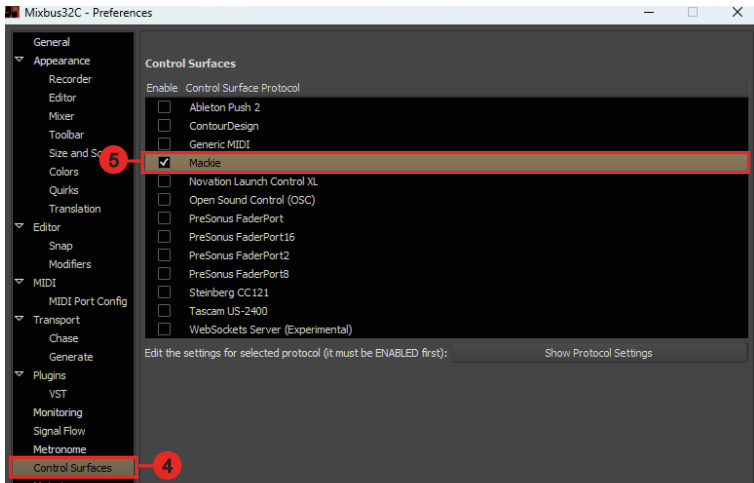 Mixbus32C - Preferences
General
Appearance
Recorder
Editor
Mixer
Toolbar
Size and Sc
Colors
Quirks
Translation
Editor
Snap
Modifiers
MIDI
MIDI Port Config
Transport
Chase
Generate
Plugins
VST
Monitoring
Signal Flow
Metronome
Control Surfaces
4
Control Surfaces
Enable Control Surface Protocol
Ableton Push 2
ContourDesign
Generic MIDI
5
Mackie
Novation Launch Control XL
Open Sound Control (OSC)
PreSonus FaderPort
PreSonus FaderPort16
PreSonus FaderPort2
PreSonus FaderPort8
Steinberg CC121
Tascam US-2400
WebSockets Server (Experimental)
Edit the settings for selected protocol (it must be ENABLED first): Show Protocol Settings